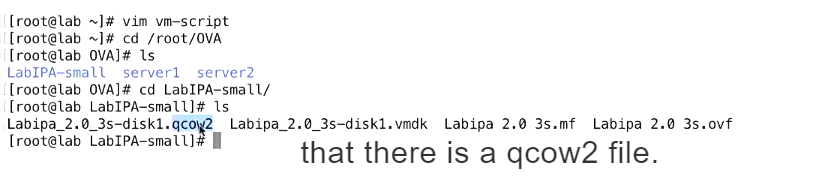 [root@lab ~]# vim vm-script
[root@lab ~]# cd /root/OVA
[root@lab OVA]# ls
LabIPA-small  server1  server2
[root@lab OVA]# cd LabIPA-small/
[root@lab LabIPA-small]# ls
Labipa_2.0_3s-disk1.qcow2  Labipa_2.0_3s-disk1.vmdk  Labipa 2.0 3s.mf  Labipa 2.0 3s.ovf
[root@lab LabIPA-small]#
that there is a qcow2 file.